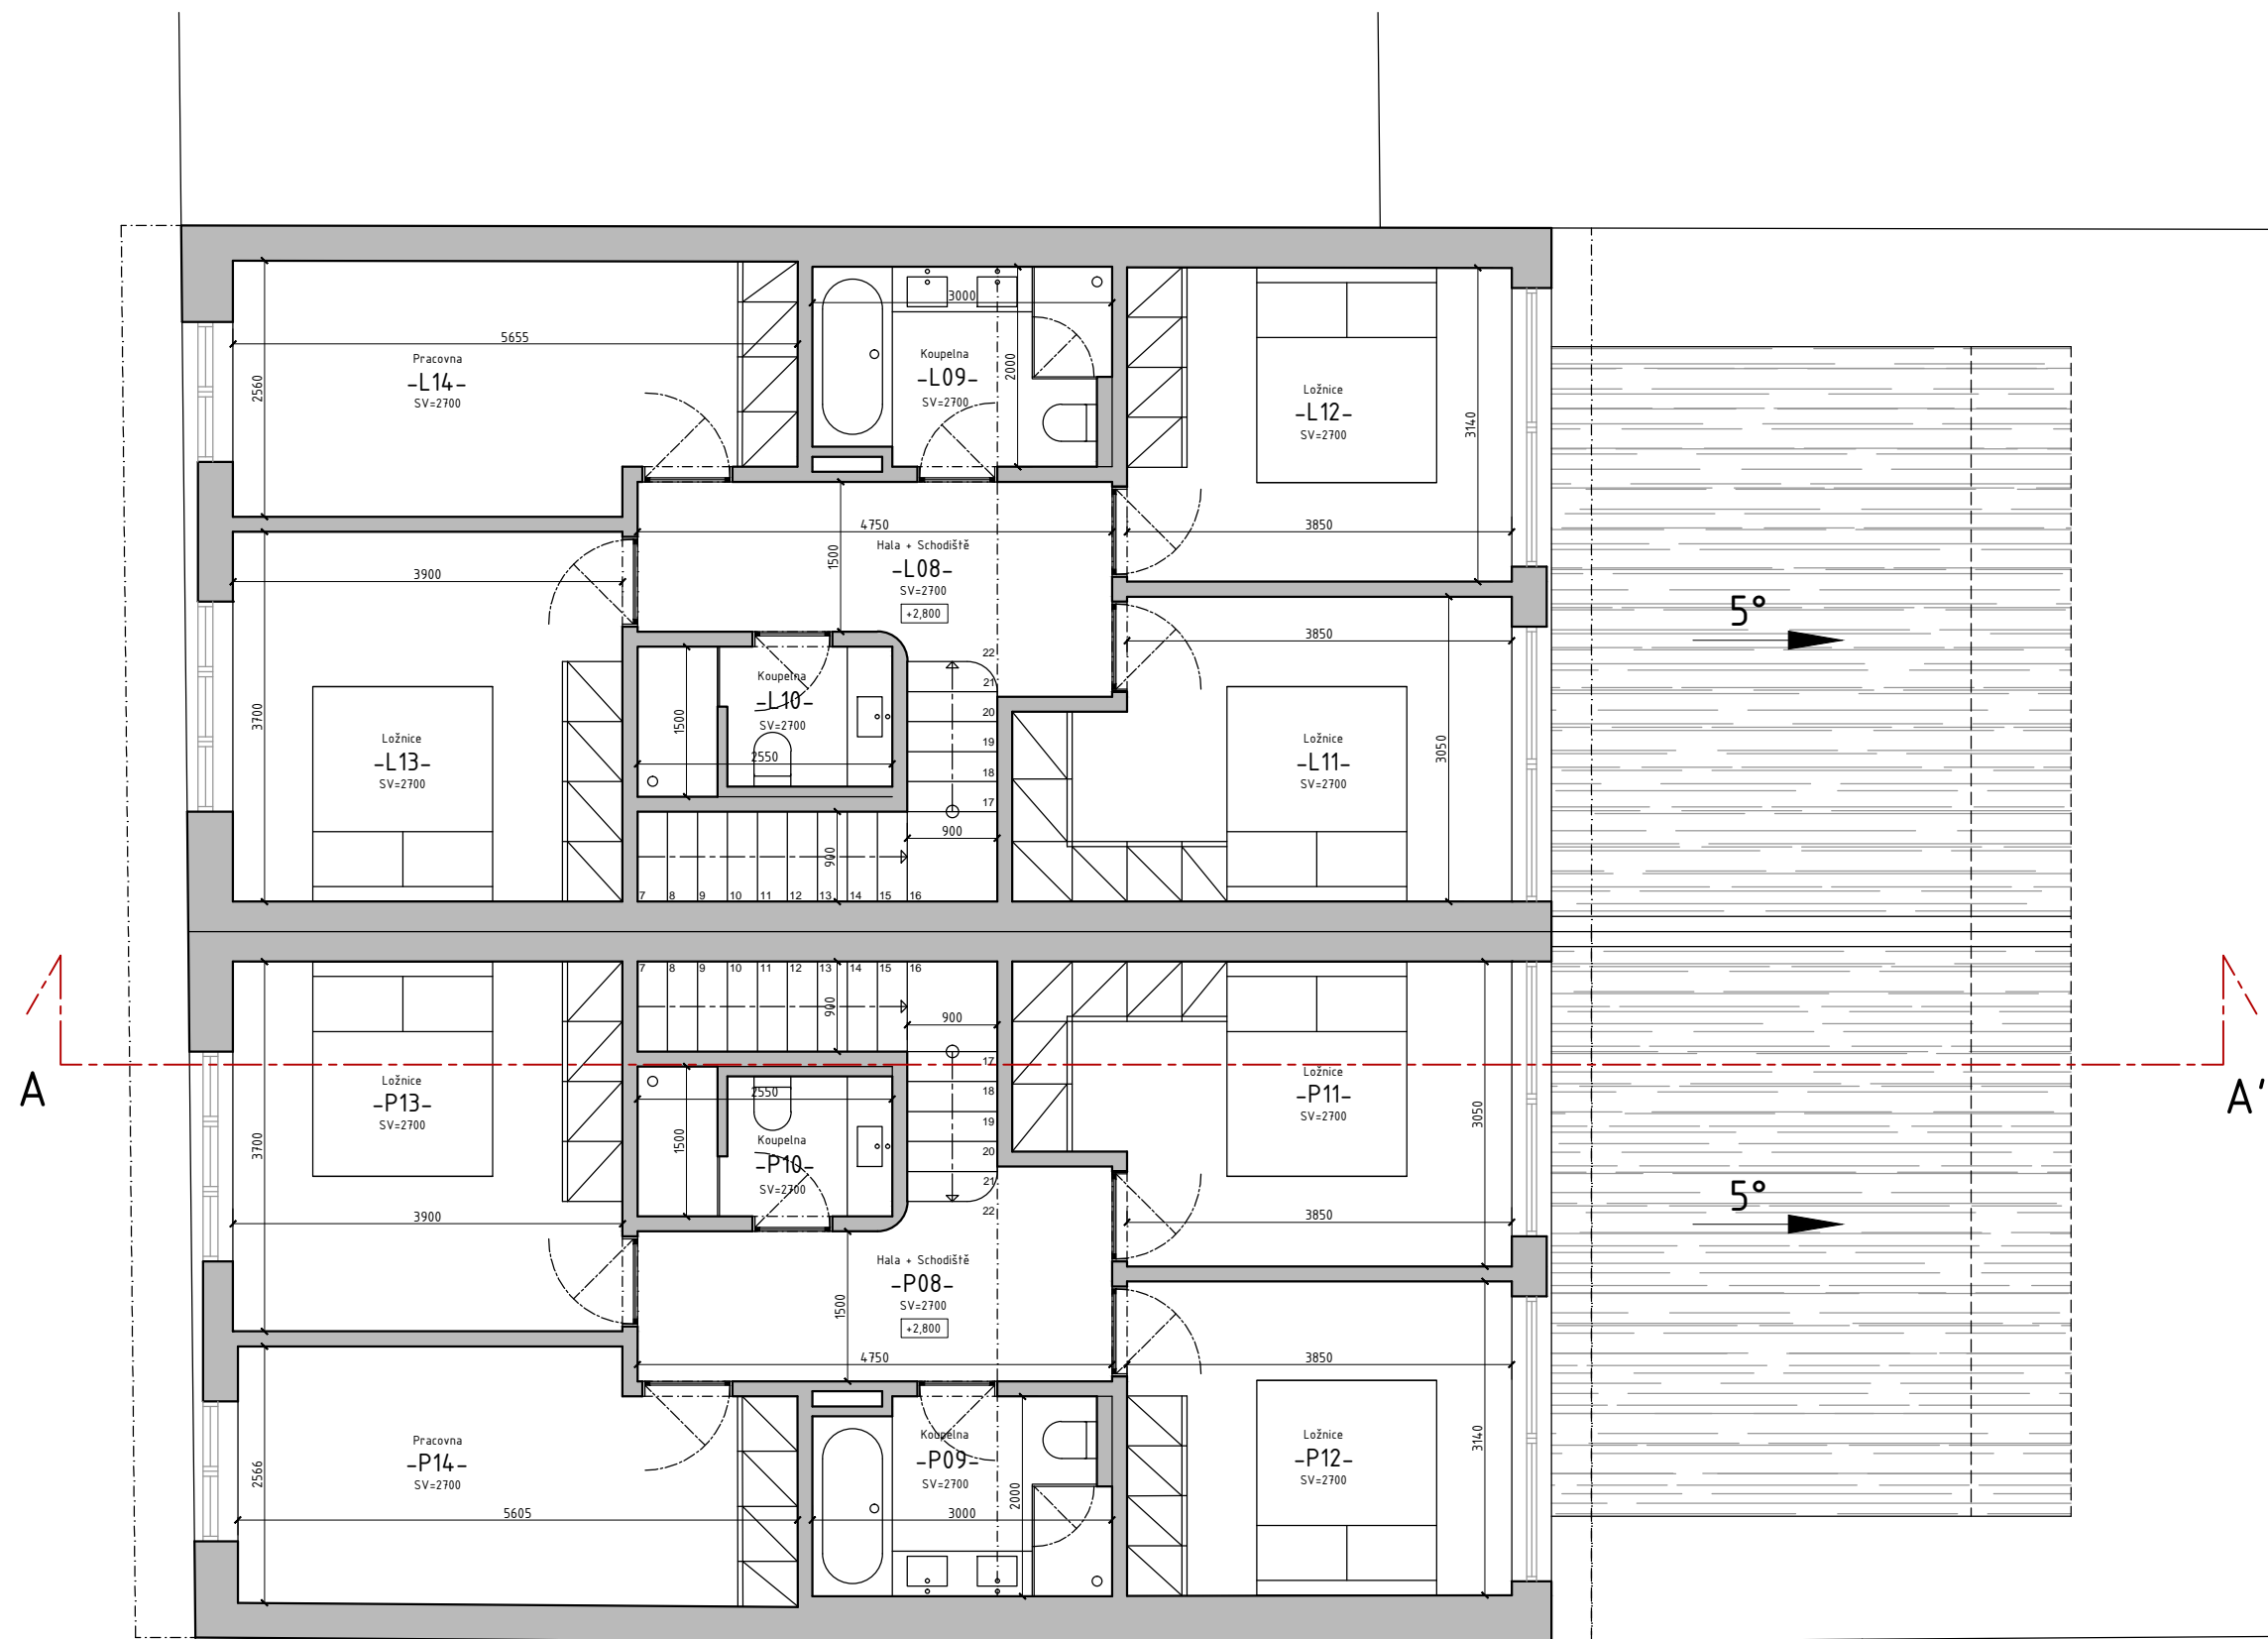 3000
5655
Pracovna
-L14-
SV=2700
2560
Koupelna
-L09-
SV=2700
2000
Ložnice
-L12-
SV=2700
3140
4750
3850
Hala + Schodiště
-L08-
SV=2700
+2,800
1500
3900
5°
3850
22
21
20
19
18
17
Koupelna
-L10-
SV=2700
1500
2550
3700
Ložnice
-L13-
SV=2700
Ložnice
-L11-
SV=2700
3050
900
900
7 8 9 10 11 12 13 14 15 16
7 8 9 10 11 12 13 14 15 16
900
900
17
18
19
20
21
22
A
A'
Ložnice
-P13-
SV=2700
3700
2550
1500
Koupelna
-P10-
SV=2700
Ložnice
-P11-
SV=2700
3050
5°
3900
3850
Hala + Schodiště
-P08-
SV=2700
+2,800
1500
4750
3850
Pracovna
-P14-
SV=2700
2566
5605
Koupelna
-P09-
SV=2700
2000
3000
Ložnice
-P12-
SV=2700
3140